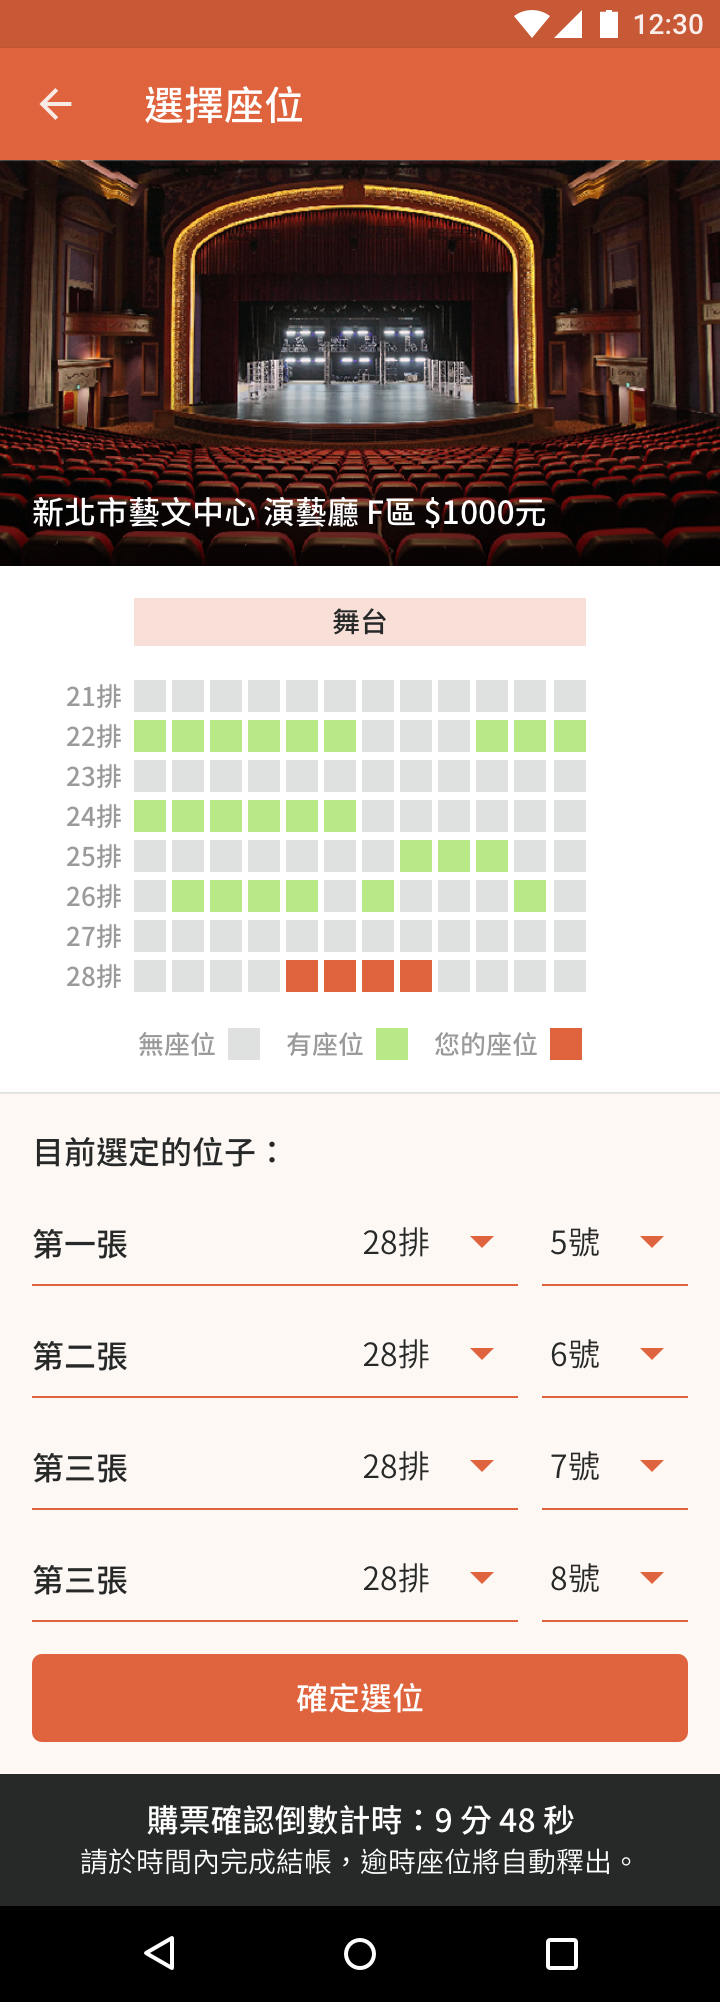 12:30
選擇座位
新北市藝文中心 演藝廳 F區 $1000元
舞台
21排
22排
23排
24排
25排
26排
27排
28排
無座位 有座位 您的座位
目前選定的位子：
第一張 28排 5號
第二張 28排 6號
第三張 28排 7號
第三張 28排 8號
確定選位
購票確認倒數計時：9 分 48 秒
請於時間內完成結帳，逾時座位將自動釋出。